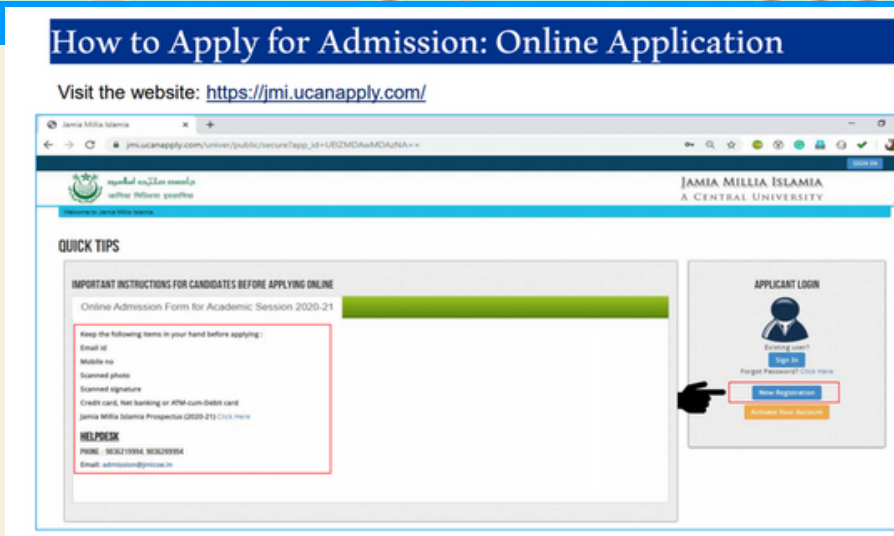 How to Apply for Admission: Online Application
Visit the website: https://jmi.ucanapply.com/
Jamia Millia Islamia
jmi.ucanapply.com/univer/public/secure?app_id=UElZMDAwMDAzNA==
SIGN IN
JAMIA MILLIA ISLAMIA
A CENTRAL UNIVERSITY
Welcome to Jamia Millia Islamia
QUICK TIPS
IMPORTANT INSTRUCTIONS FOR CANDIDATES BEFORE APPLYING ONLINE
Online Admission Form for Academic Session 2020-21
Keep the following items in your hand before applying :
Email id
Mobile no
Scanned photo
Scanned signature
Credit card, Net banking or ATM-cum-Debit card
Jamia Millia Islamia Prospectus (2020-21) Click Here
HELPDESK
PHONE : 9836219994, 9836289994
Email: admission@jmicoe.in
APPLICANT LOGIN
Existing user?
Sign In
Forgot Password? Click Here
New Registration
Activate Your Account